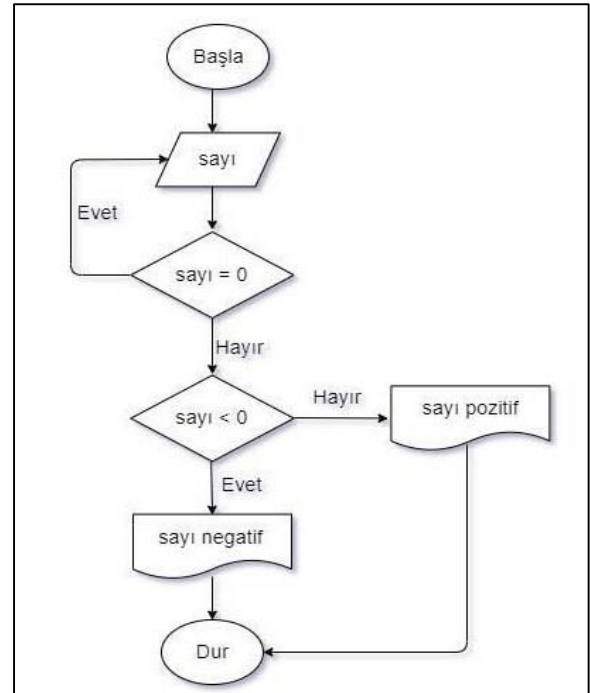 Başla
sayı
Evet
sayı = 0
Hayır
sayı < 0
Hayır
sayı pozitif
Evet
sayı negatif
Dur